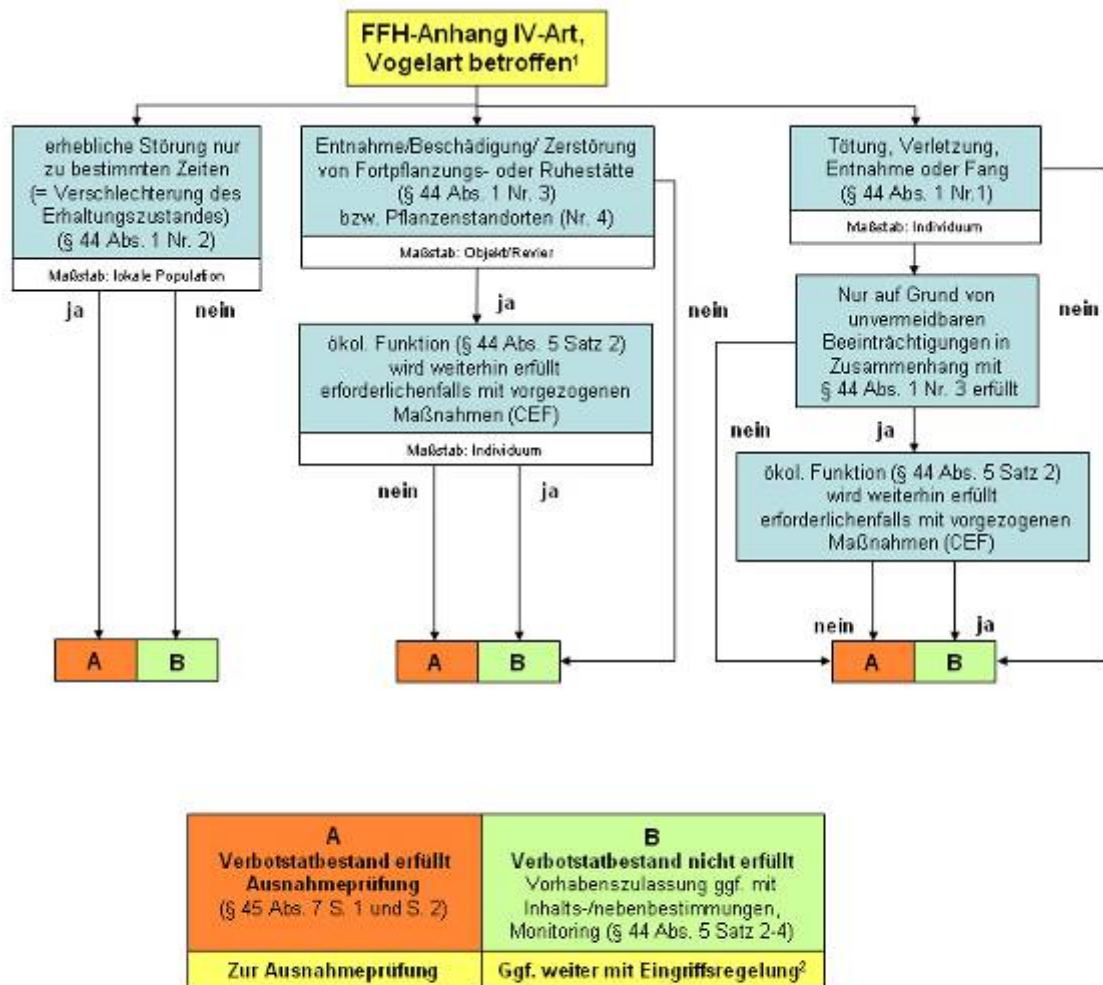 FFH-Anhang IV-Art,
Vogelart betroffen¹
erhebliche Störung nur
zu bestimmten Zeiten
(= Verschlechterung des
Erhaltungszustandes)
(§ 44 Abs. 1 Nr. 2)
Maßstab: lokale Population
ja
nein
A
B
Entnahme/Beschädigung/ Zerstörung
von Fortpflanzungs- oder Ruhestätte
(§ 44 Abs. 1 Nr. 3)
bzw. Pflanzenstandorten (Nr. 4)
Maßstab: Objekt/Revier
ja
nein
ökol. Funktion (§ 44 Abs. 5 Satz 2)
wird weiterhin erfüllt
erforderlichenfalls mit vorgezogenen
Maßnahmen (CEF)
Maßstab: Individuum
nein
ja
A
B
Tötung, Verletzung,
Entnahme oder Fang
(§ 44 Abs. 1 Nr.1)
Maßstab: Individuum
nein
Nur auf Grund von
unvermeidbaren
Beeinträchtigungen in
Zusammenhang mit
§ 44 Abs. 1 Nr. 3 erfüllt
nein
ja
ökol. Funktion (§ 44 Abs. 5 Satz 2)
wird weiterhin erfüllt
erforderlichenfalls mit vorgezogenen
Maßnahmen (CEF)
nein
ja
A
B
A
Verbotstatbestand erfüllt
Ausnahmeprüfung
(§ 45 Abs. 7 S. 1 und S. 2)
Zur Ausnahmeprüfung
B
Verbotstatbestand nicht erfüllt
Vorhabenszulassung ggf. mit
Inhalts-/nebenbestimmungen,
Monitoring (§ 44 Abs. 5 Satz 2-4)
Ggf. weiter mit Eingriffsregelung²